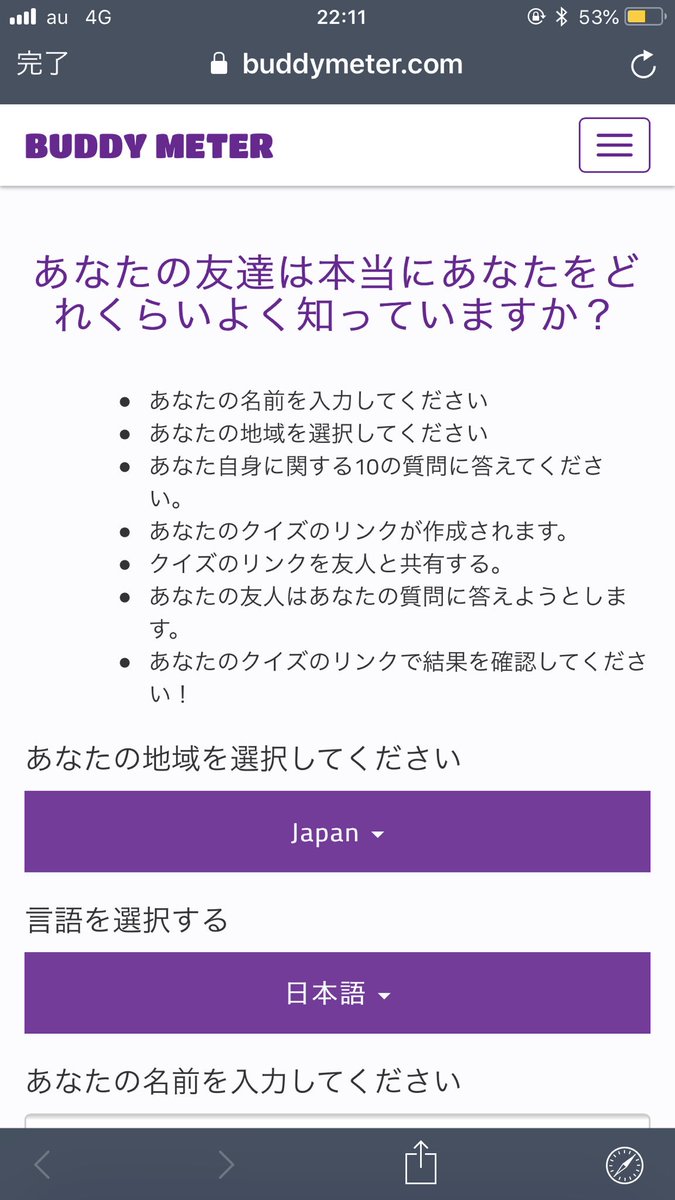 au 4G 22:11 53%
完了 buddymeter.com
BUDDY METER
あなたの友達は本当にあなたをど
れくらいよく知っていますか？
● あなたの名前を入力してください
● あなたの地域を選択してください
● あなた自身に関する10の質問に答えてくださ
い。
● あなたのクイズのリンクが作成されます。
● クイズのリンクを友人と共有する。
● あなたの友人はあなたの質問に答えようとしま
す。
● あなたのクイズのリンクで結果を確認してくださ
い！
あなたの地域を選択してください
Japan
言語を選択する
日本語
あなたの名前を入力してください